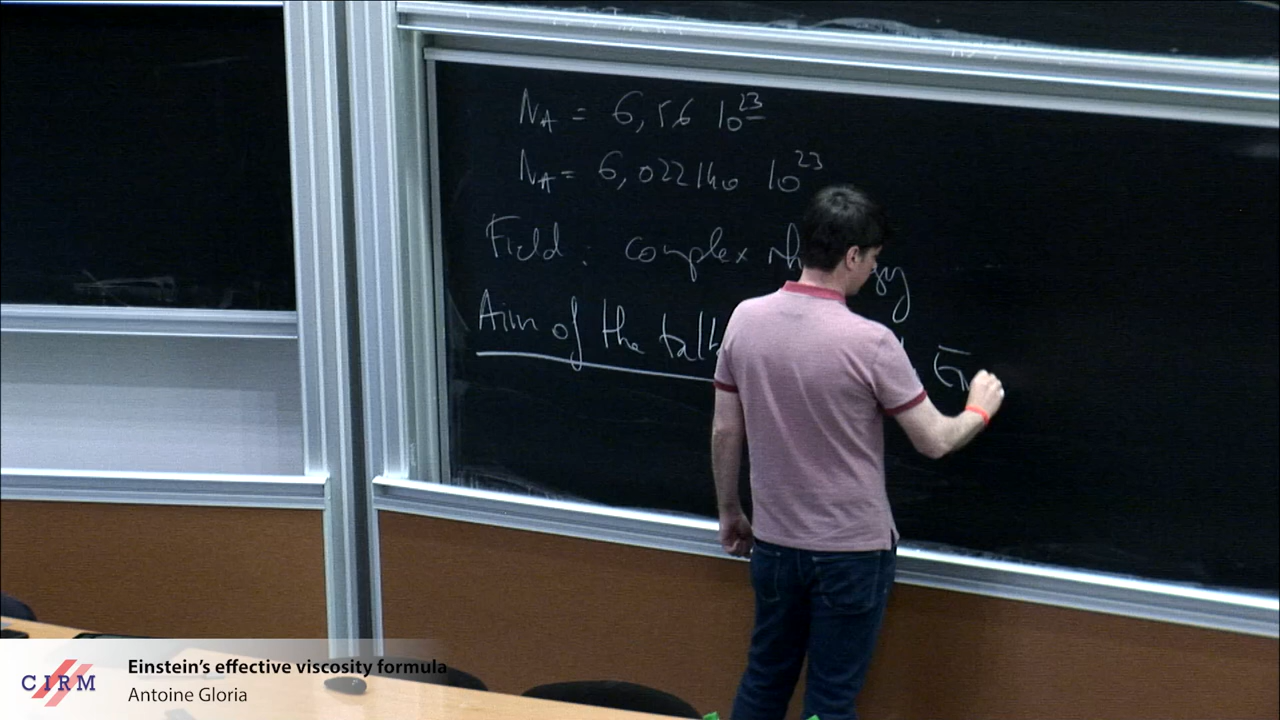 N_A = 6,56 10^23
N_A = 6,022140 10^23
Field : complex
Aim of the talk
CIRM
Einstein's effective viscosity formula
Antoine Gloria